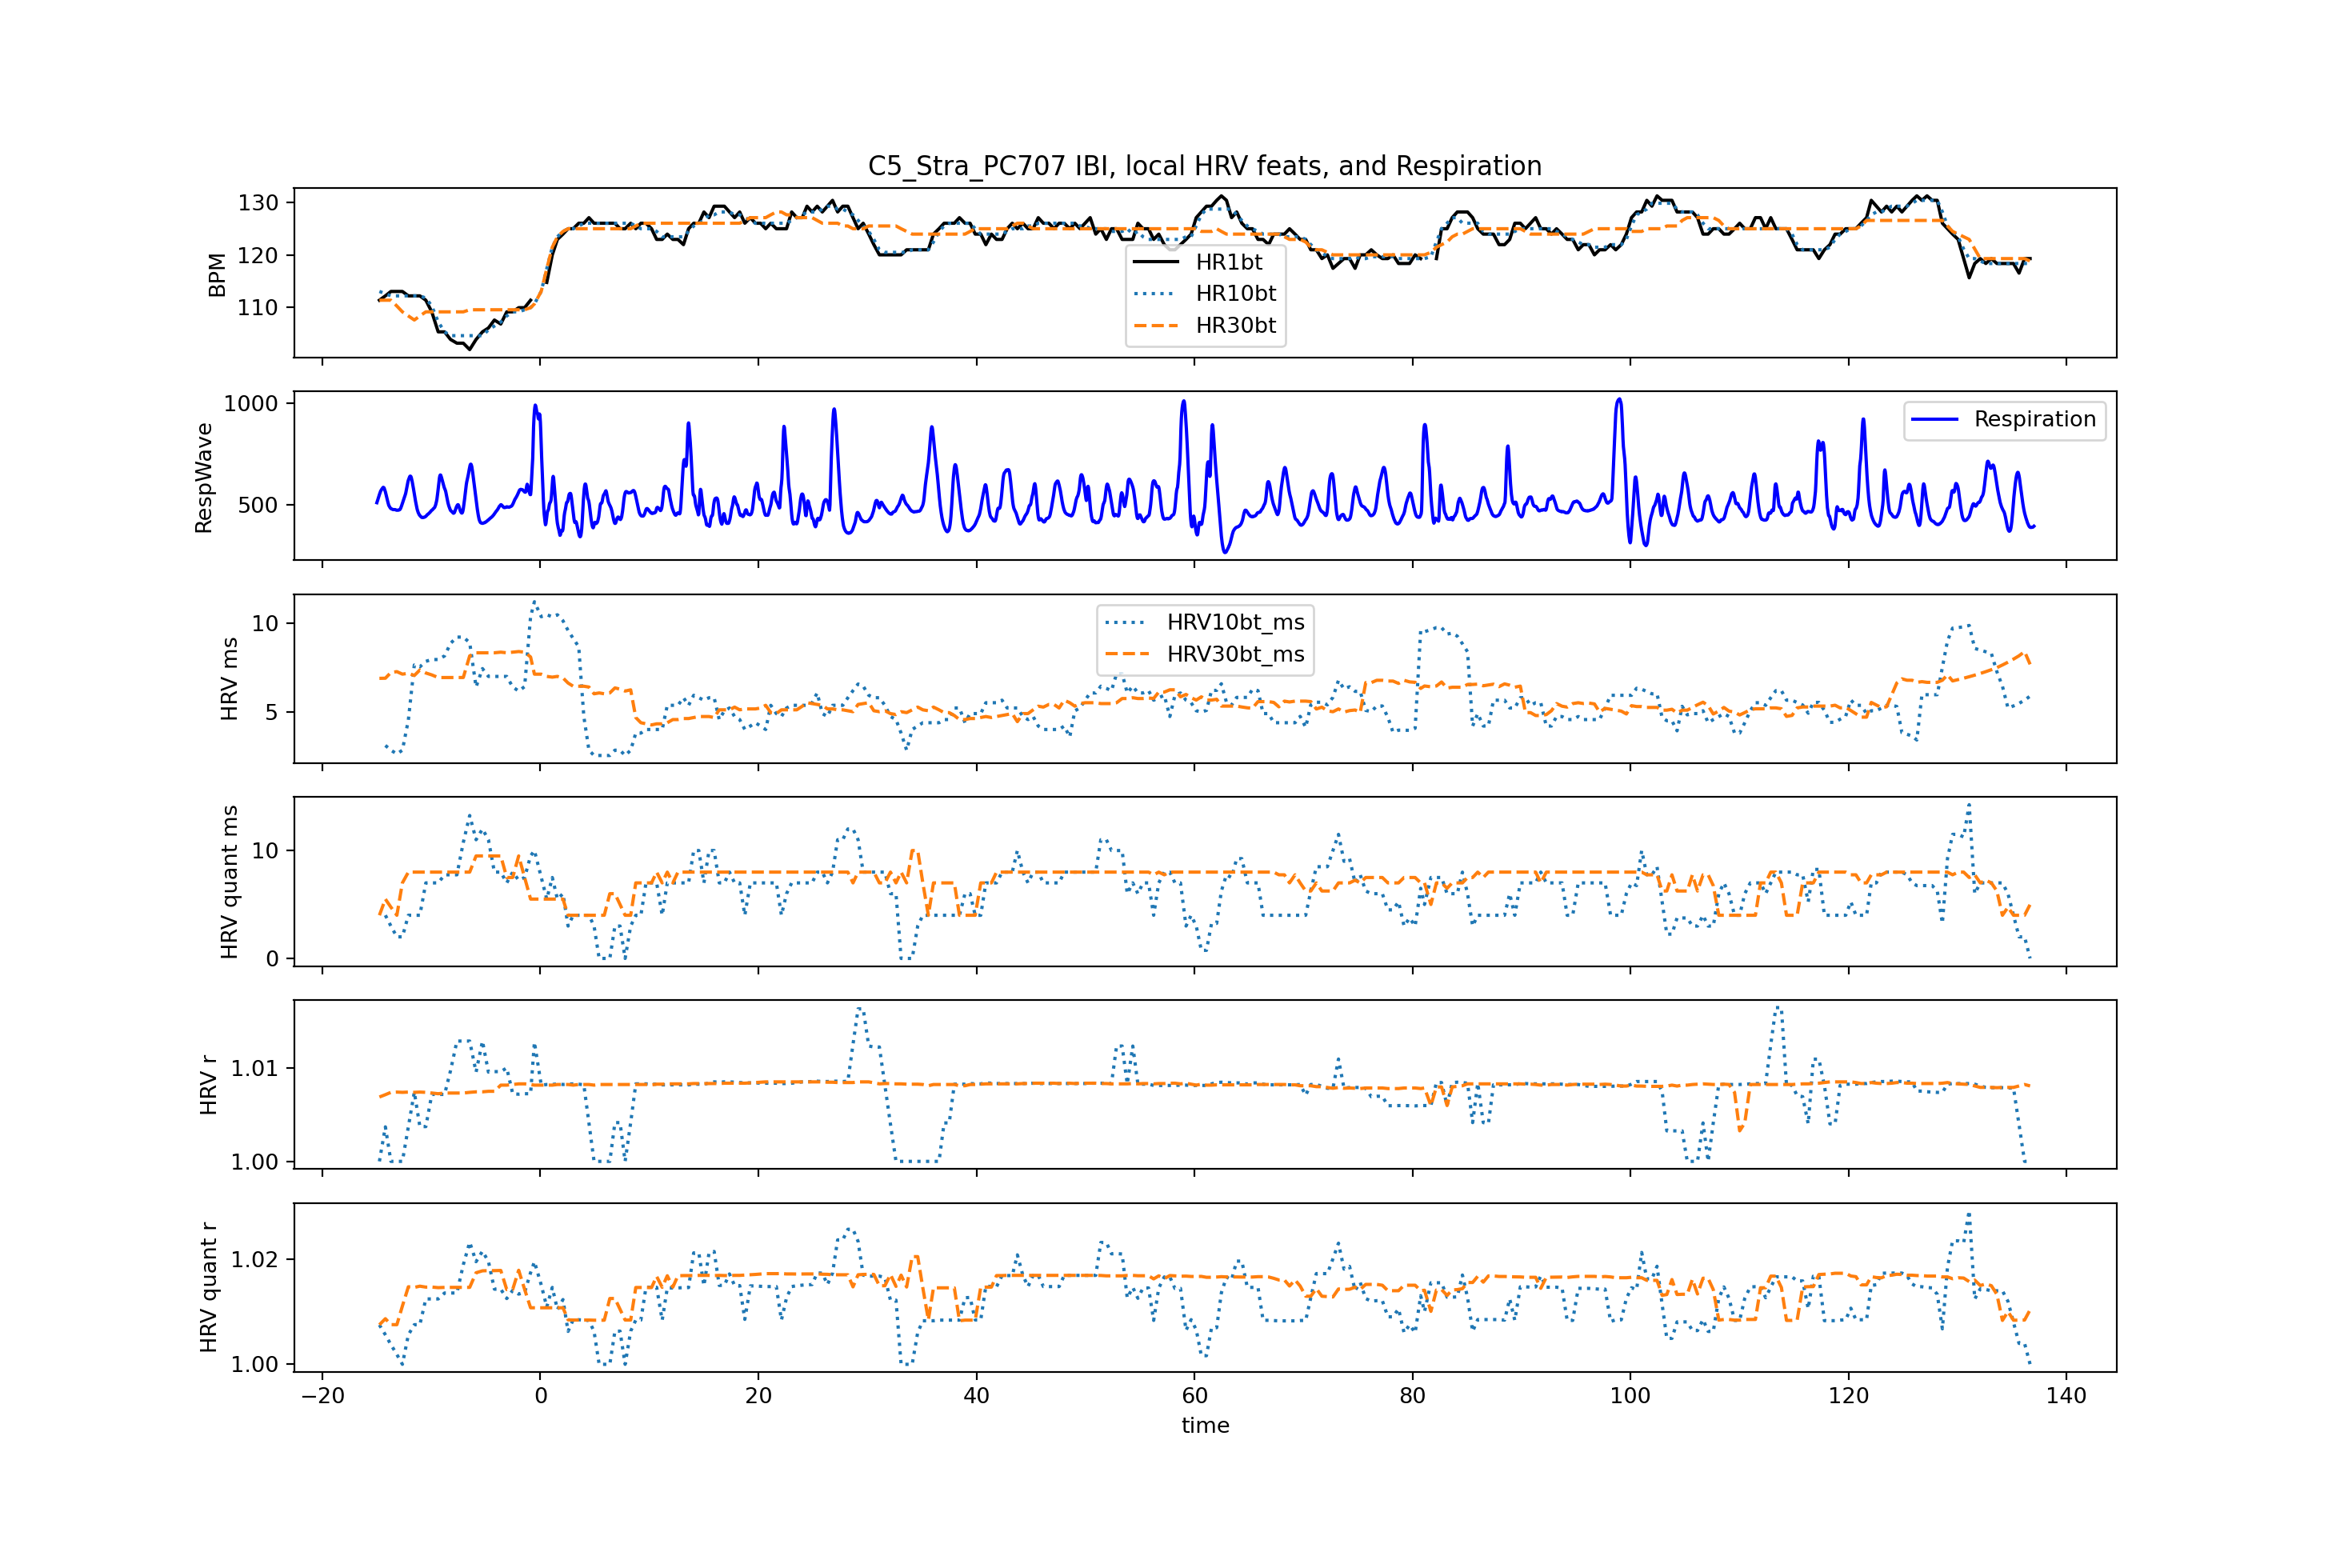 C5_Stra_PC707 IBI, local HRV feats, and Respiration
BPM
130
120
110
HR1bt
HR10bt
HR30bt
RespWave
1000
500
Respiration
HRV ms
10
5
HRV10bt_ms
HRV30bt_ms
HRV quant ms
10
0
HRV r
1.01
1.00
HRV quant r
1.02
1.00
−20 0 20 40 60 80 100 120 140
time